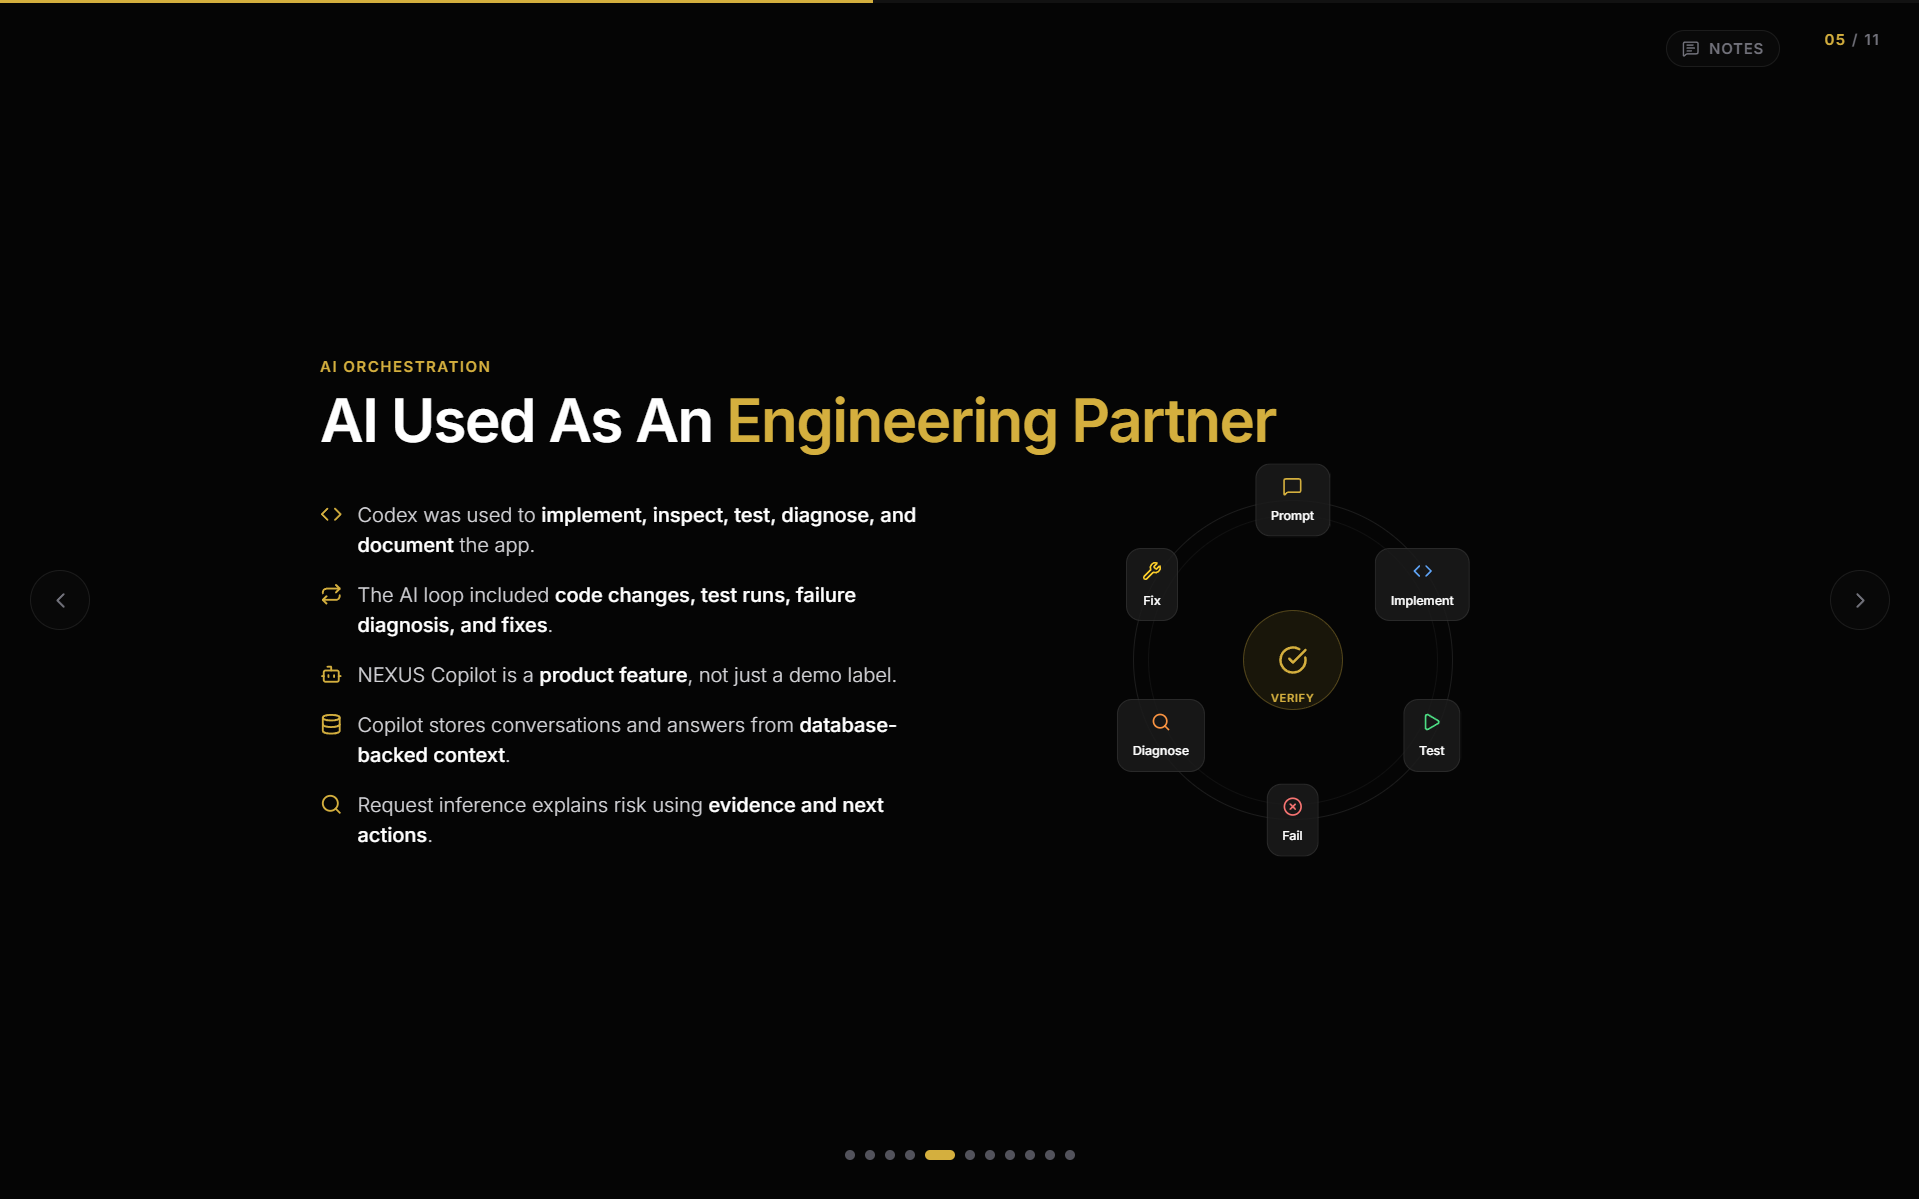 NOTES
05 / 11
AI ORCHESTRATION
AI Used As An Engineering Partner
Codex was used to implement, inspect, test, diagnose, and
document the app.
The AI loop included code changes, test runs, failure
diagnosis, and fixes.
NEXUS Copilot is a product feature, not just a demo label.
Copilot stores conversations and answers from database-
backed context.
Request inference explains risk using evidence and next
actions.
Prompt
Implement
Test
Fail
Diagnose
Fix
VERIFY